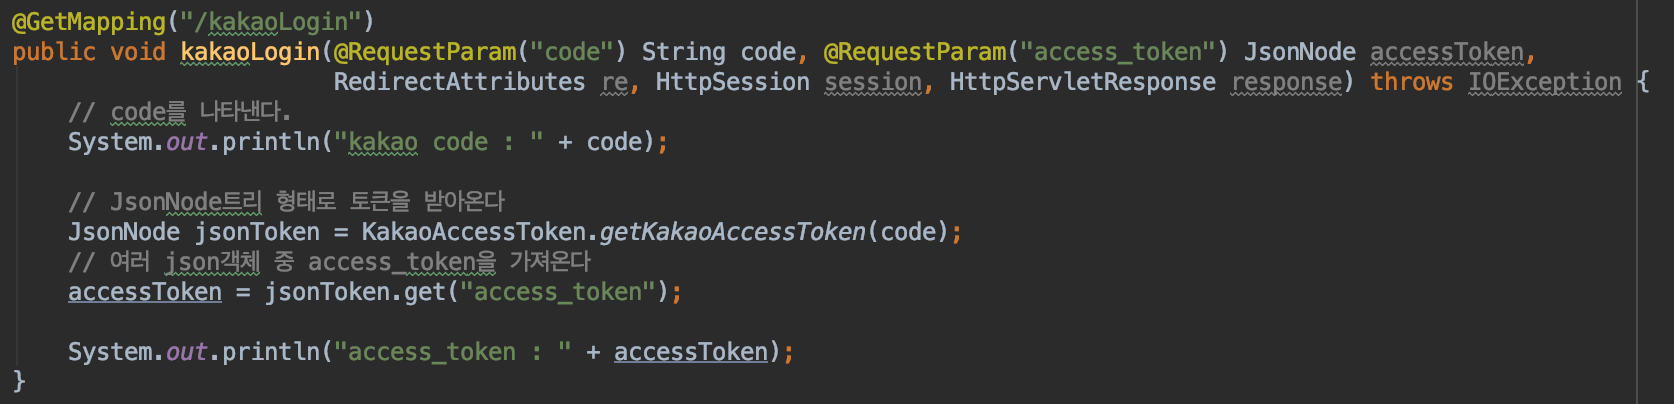 @GetMapping("/kakaoLogin")
public void kakaoLogin(@RequestParam("code") String code, @RequestParam("access_token") JsonNode accessToken,
RedirectAttributes re, HttpSession session, HttpServletResponse response) throws IOException {
// code를 나타낸다.
System.out.println("kakao code : " + code);
// JsonNode트리 형태로 토큰을 받아온다
JsonNode jsonToken = KakaoAccessToken.getKakaoAccessToken(code);
// 여러 json객체 중 access_token을 가져온다
accessToken = jsonToken.get("access_token");
System.out.println("access_token : " + accessToken);
}